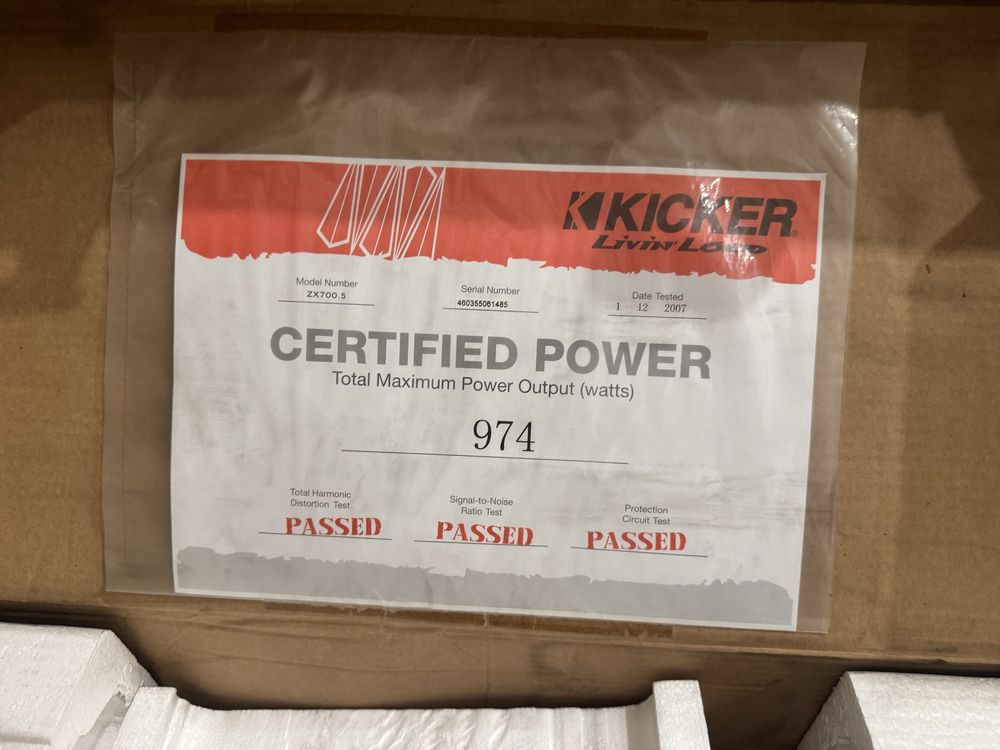 KICKER
Livin' Loud
Model Number
ZX700.5
Serial Number
460355061485
Date Tested
1 12 2007
CERTIFIED POWER
Total Maximum Power Output (watts)
974
Total Harmonic
Distortion Test
PASSED
Signal-to-Noise
Ratio Test
PASSED
Protection
Circuit Test
PASSED